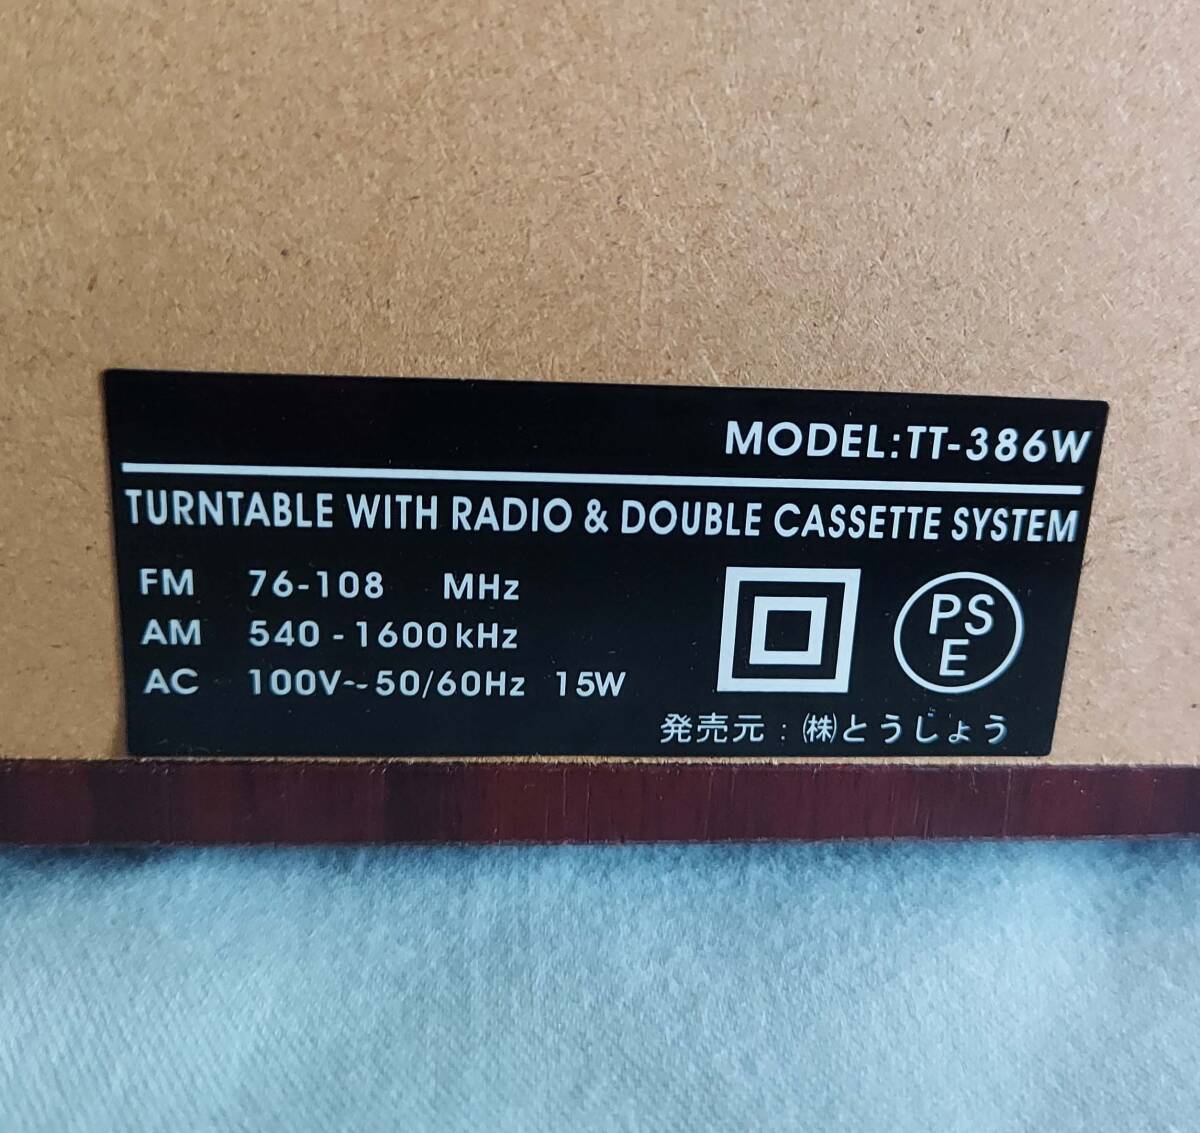 MODEL:TT-386W
TURNTABLE WITH RADIO & DOUBLE CASSETTE SYSTEM
FM 76-108 MHz
AM 540-1600kHz
AC 100V~50/60Hz 15W
PS
E
発売元:㈱とうじょう